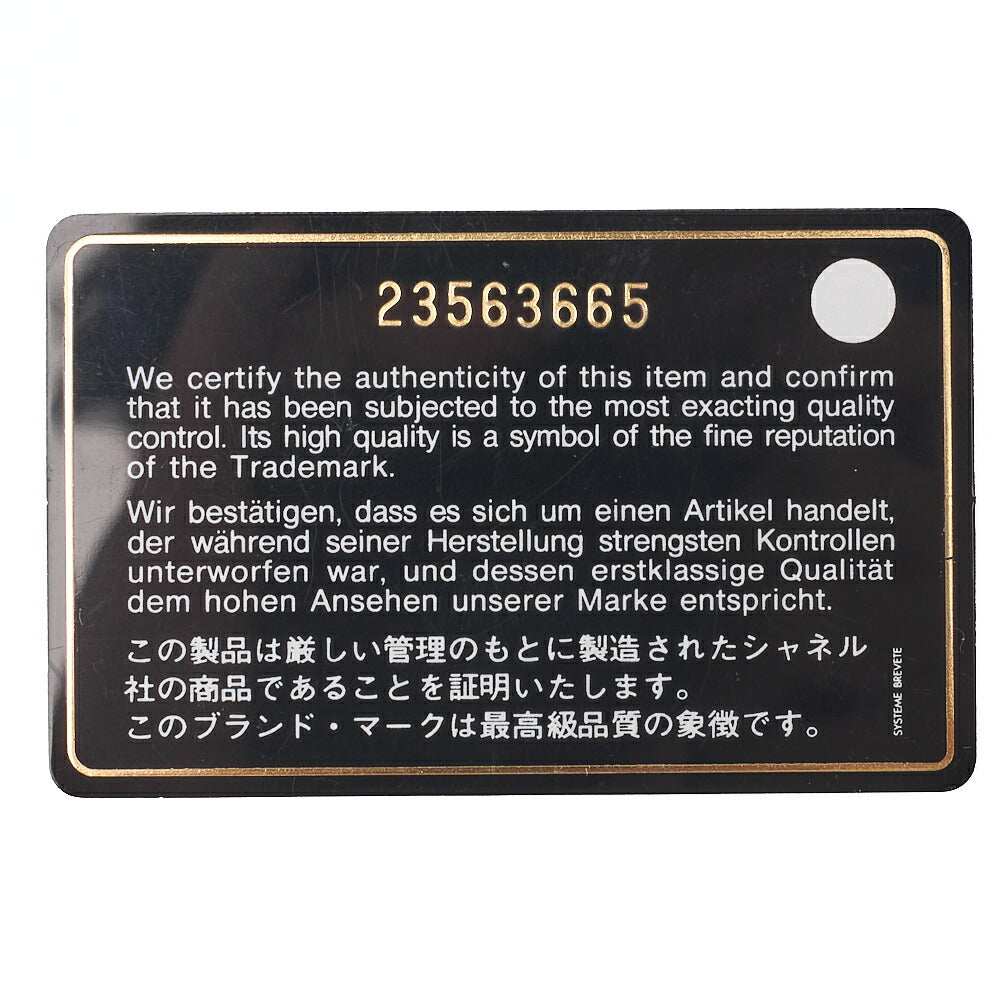 23563665
We certify the authenticity of this item and confirm
that it has been subjected to the most exacting quality
control. Its high quality is a symbol of the fine reputation
of the Trademark.
Wir bestätigen, dass es sich um einen Artikel handelt,
der während seiner Herstellung strengsten Kontrollen
unterworfen war, und dessen erstklassige Qualität
dem hohen Ansehen unserer Marke entspricht.
この製品は厳しい管理のもとに製造されたシャネル
社の商品であることを証明いたします。
このブランド・マークは最高級品質の象徴です。
SYSTEME BREVETE